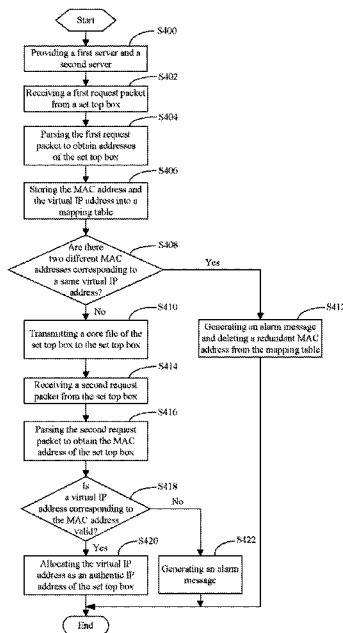 Start
S400
Providing a first server and a
second server
S402
Receiving a first request packet
from a set top box
S404
Parsing the first request
packet to obtain addresses
of the set top box
S406
Storing the MAC address and
the virtual IP address into a
mapping table
S408
Are there
two different MAC
addresses corresponding to
a same virtual IP
address?
Yes
No
S410
Transmitting a core file of the
set top box to the set top box
S412
Generating an alarm message
and deleting a redundant MAC
address from the mapping table
S414
Receiving a second request
packet from the set top box
S416
Parsing the second request
packet to obtain the MAC
address of the set top box
S418
Is
a virtual IP
address corresponding to
the MAC address
valid?
No
Yes
S420
Allocating the virtual IP
address as an authentic IP
address of the set top box
S422
Generating an alarm
message
End